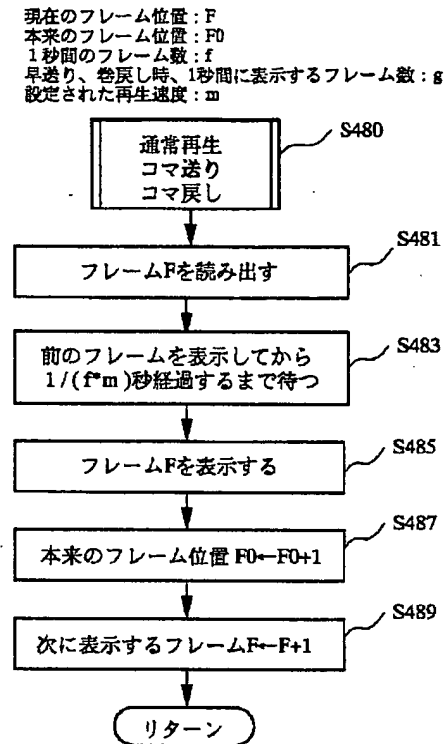 現在のフレーム位置：F
本来のフレーム位置：F0
1秒間のフレーム数：f
早送り、巻戻し時、1秒間に表示するフレーム数：g
設定された再生速度：m
S480
通常再生
コマ送り
コマ戻し
S481
フレームFを読み出す
S483
前のフレームを表示してから
1/(f*m)秒経過するまで待つ
S485
フレームFを表示する
S487
本来のフレーム位置 F0←F0+1
S489
次に表示するフレームF←F+1
リターン